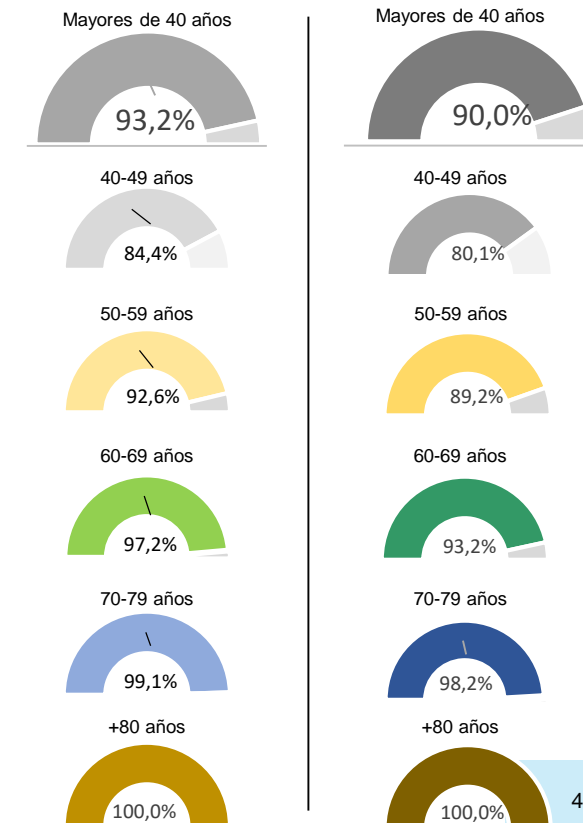 Mayores de 40 años
93,2%
40-49 años
84,4%
50-59 años
92,6%
60-69 años
97,2%
70-79 años
99,1%
+80 años
100,0%
Mayores de 40 años
90,0%
40-49 años
80,1%
50-59 años
89,2%
60-69 años
93,2%
70-79 años
98,2%
+80 años
100,0%
4